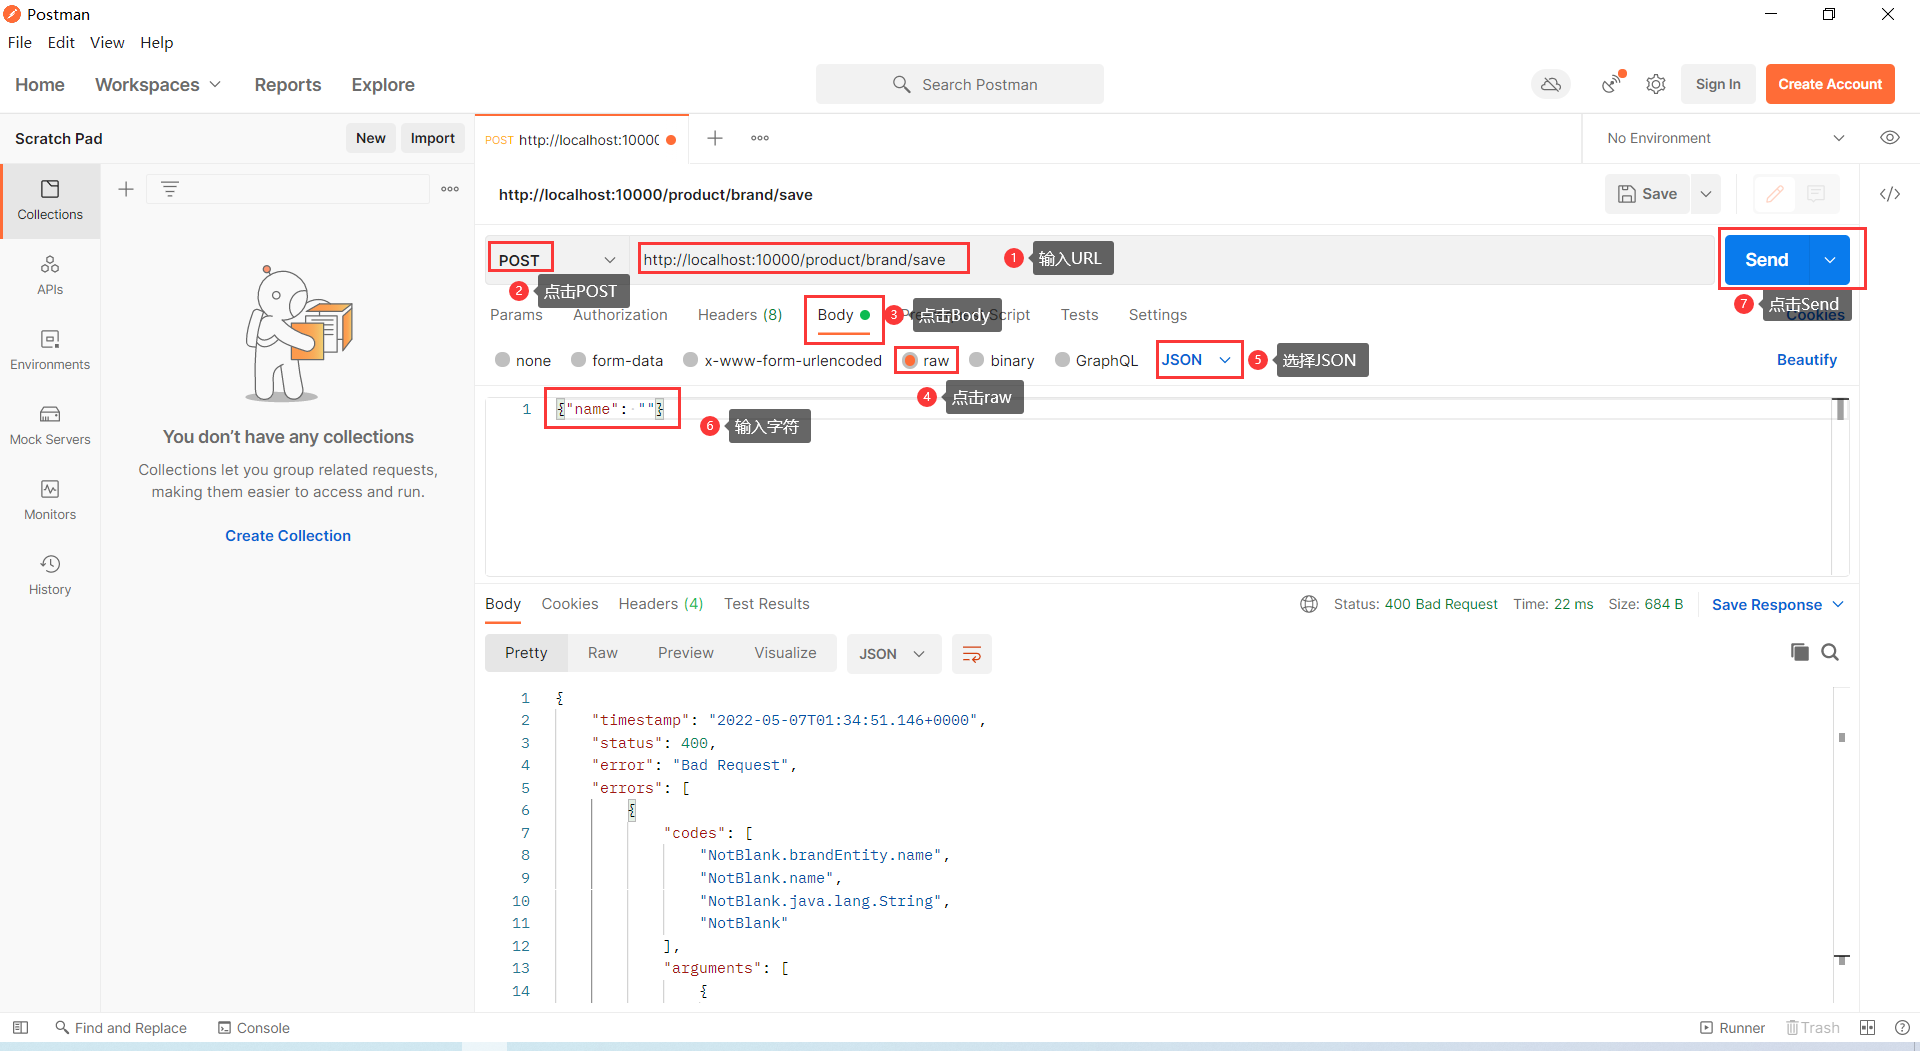 Postman
File Edit View Help
Home Workspaces Reports Explore Search Postman Sign In Create Account
Scratch Pad New Import POST http://localhost:1000( No Environment
http://localhost:10000/product/brand/save Save
Collections
POST http://localhost:10000/product/brand/save 1 输入URL Send
2 点击POST 7 点击Send
Params Authorization Headers (8) Body 3 点击Body Script Tests Settings Cookies
none form-data x-www-form-urlencoded raw binary GraphQL JSON 5 选择JSON Beautify
4 点击raw
1 {"name": ""}
6 输入字符
APIs
Environments
Mock Servers
Monitors
History
You don’t have any collections
Collections let you group related requests,
making them easier to access and run.
Create Collection
Body Cookies Headers (4) Test Results Status: 400 Bad Request Time: 22 ms Size: 684 B Save Response
Pretty Raw Preview Visualize JSON
1 {
2 "timestamp": "2022-05-07T01:34:51.146+0000",
3 "status": 400,
4 "error": "Bad Request",
5 "errors": [
6 {
7 "codes": [
8 "NotBlank.brandEntity.name",
9 "NotBlank.name",
10 "NotBlank.java.lang.String",
11 "NotBlank"
12 ],
13 "arguments": [
14 {
Find and Replace Console Runner Trash